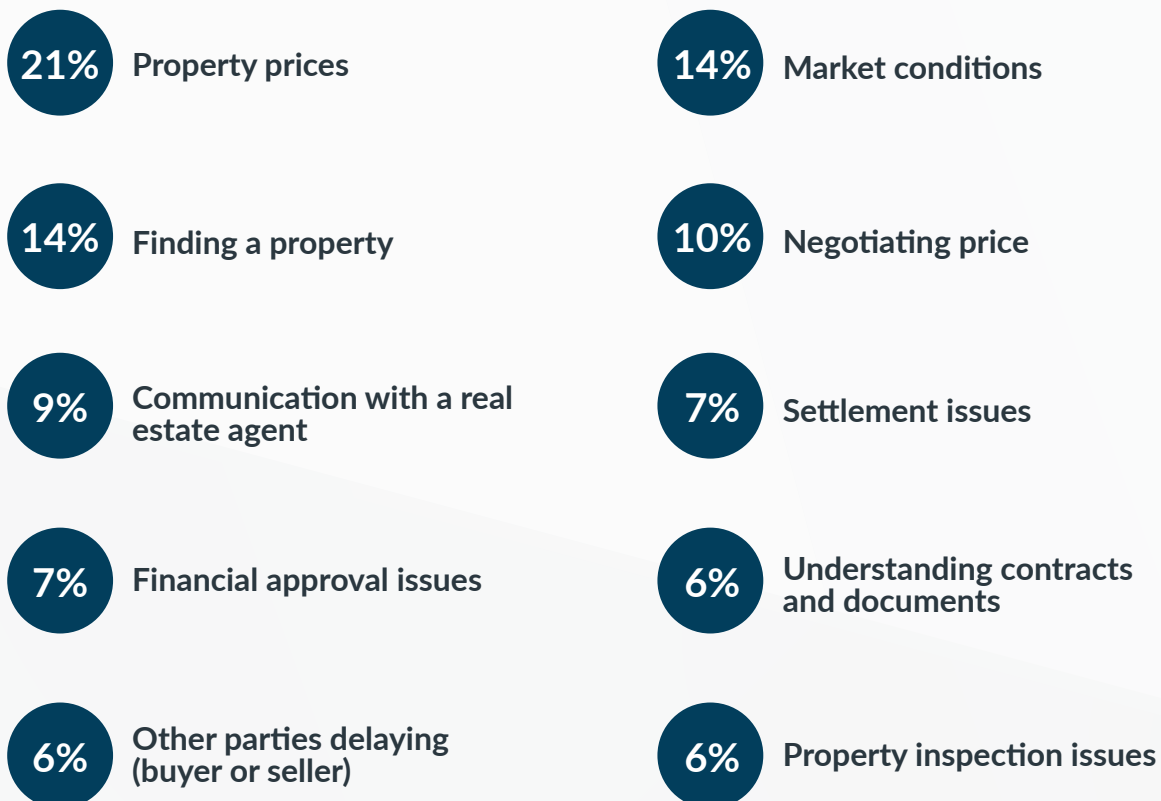 21% Property prices
14% Market conditions
14% Finding a property
10% Negotiating price
9% Communication with a real
estate agent
7% Settlement issues
7% Financial approval issues
6% Understanding contracts
and documents
6% Other parties delaying
(buyer or seller)
6% Property inspection issues